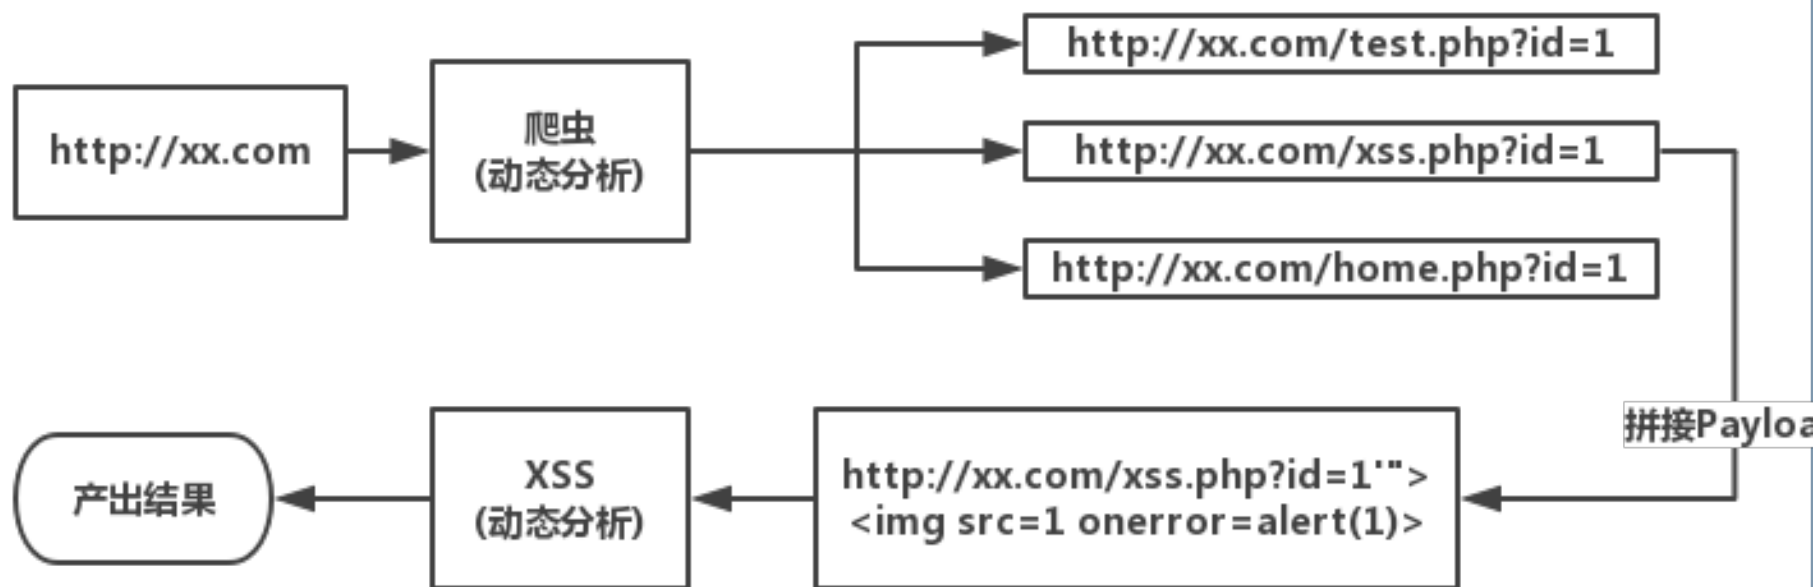 http://xx.com
爬虫
(动态分析)
http://xx.com/test.php?id=1
http://xx.com/xss.php?id=1
http://xx.com/home.php?id=1
拼接Payloa
http://xx.com/xss.php?id=1'">
<img src=1 onerror=alert(1)>
XSS
(动态分析)
产出结果